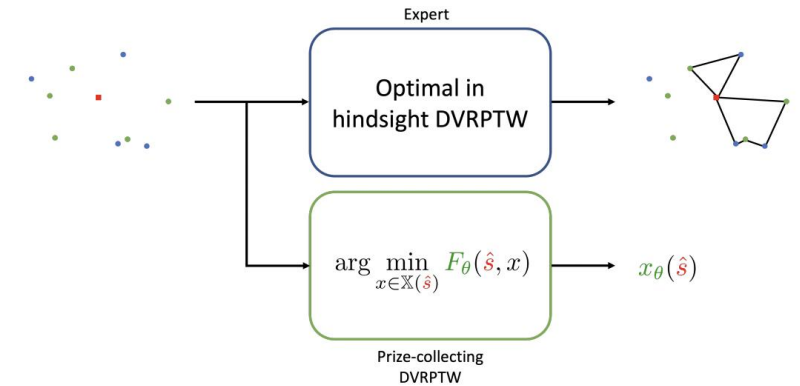 Expert
Optimal in
hindsight DVRPTW
arg min F_θ(ŝ, x)
x∈𝕏(ŝ)
x_θ(ŝ)
Prize-collecting
DVRPTW